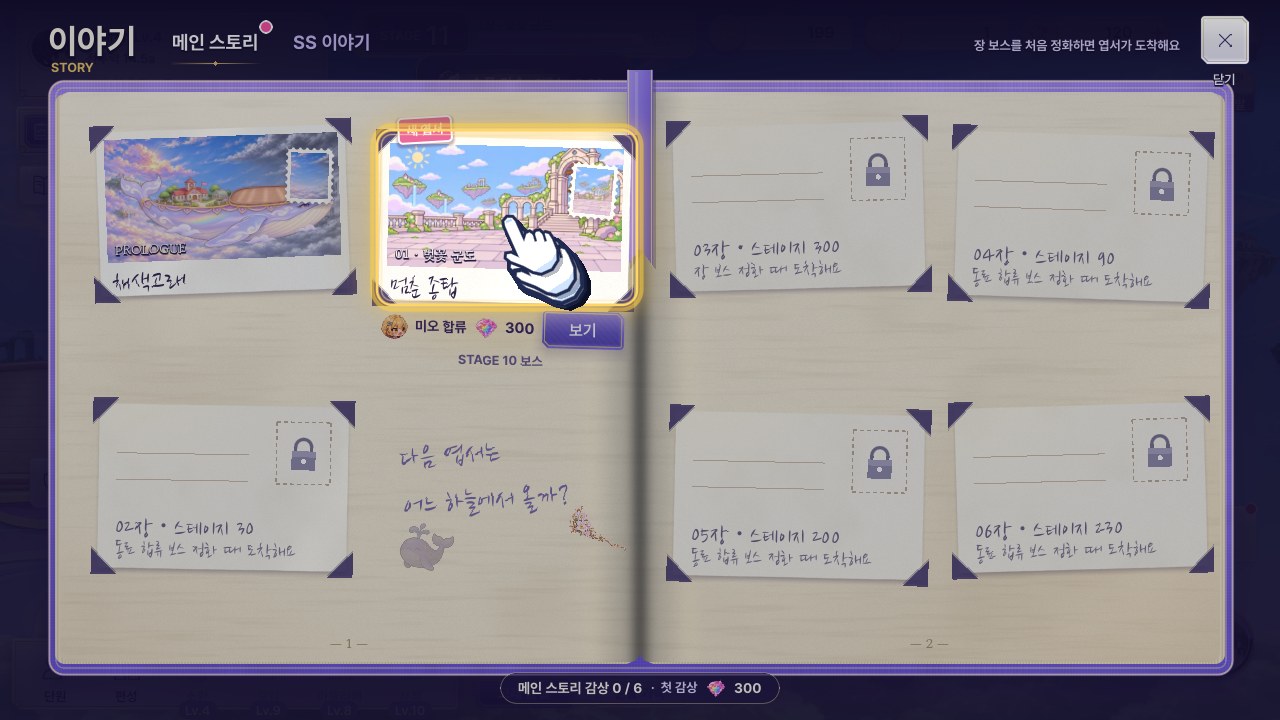 이야기
STORY
메인 스토리
SS 이야기
장 보스를 처음 정화하면 엽서가 도착해요
닫기
PROLOGUE
채색고래
새 엽서
01 · 벚꽃 군도
멈춘 종탑
미오 합류
300
보기
STAGE 10 보스
02장 • 스테이지 30
동료 합류 보스 정화 때 도착해요
다음 엽서는
어느 하늘에서 올까?
— 1 —
03장 • 스테이지 300
장 보스 정화 때 도착해요
04장 • 스테이지 90
동료 합류 보스 정화 때 도착해요
05장 • 스테이지 200
동료 합류 보스 정화 때 도착해요
06장 • 스테이지 230
동료 합류 보스 정화 때 도착해요
— 2 —
메인 스토리 감상 0 / 6 · 첫 감상 300